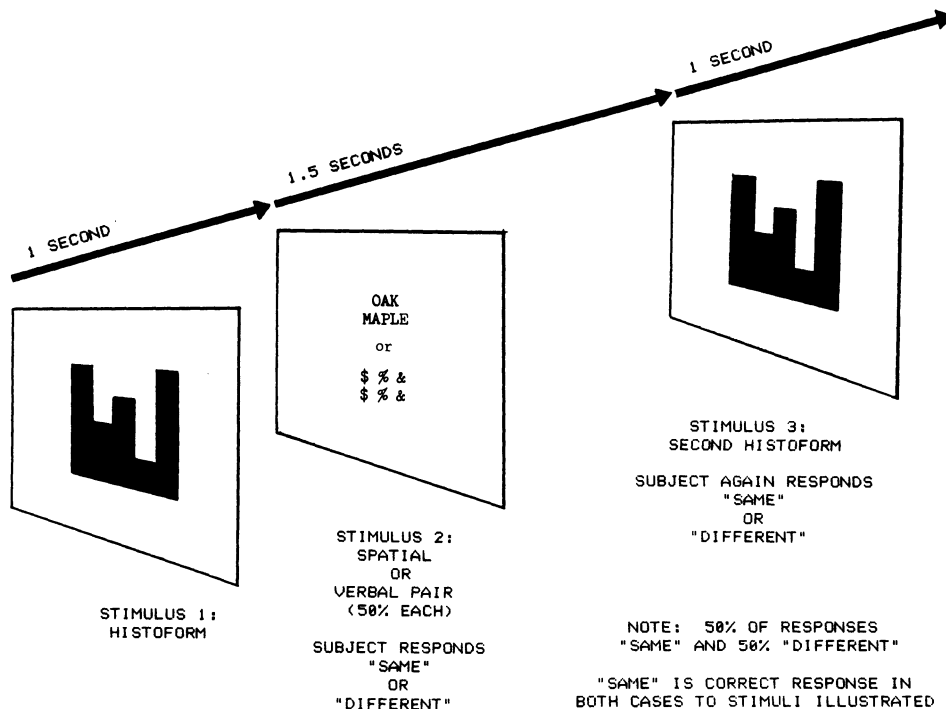 1 SECOND
1.5 SECONDS
1 SECOND
OAK
MAPLE
or
$ % &
$ % &
STIMULUS 1:
HISTOFORM
STIMULUS 2:
SPATIAL
OR
VERBAL PAIR
(50% EACH)
SUBJECT RESPONDS
"SAME"
OR
"DIFFERENT"
STIMULUS 3:
SECOND HISTOFORM
SUBJECT AGAIN RESPONDS
"SAME"
OR
"DIFFERENT"
NOTE: 50% OF RESPONSES
"SAME" AND 50% "DIFFERENT"
"SAME" IS CORRECT RESPONSE IN
BOTH CASES TO STIMULI ILLUSTRATED